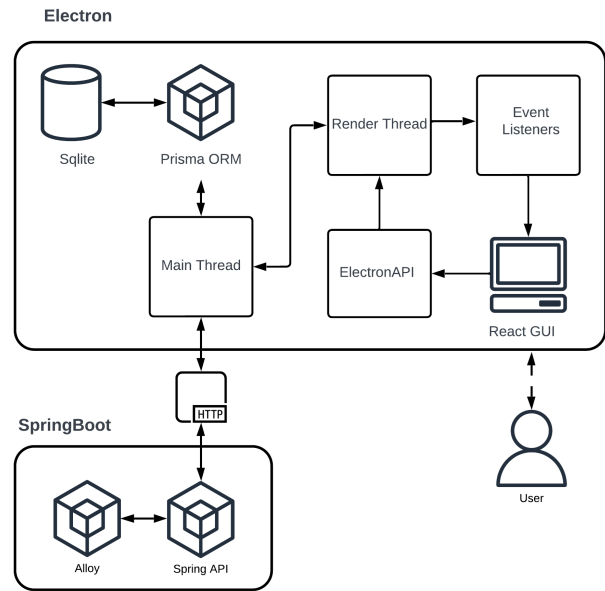 Electron
Render Thread
Event
Listeners
Sqlite
Prisma ORM
Main Thread
ElectronAPI
React GUI
HTTP
SpringBoot
User
Alloy
Spring API